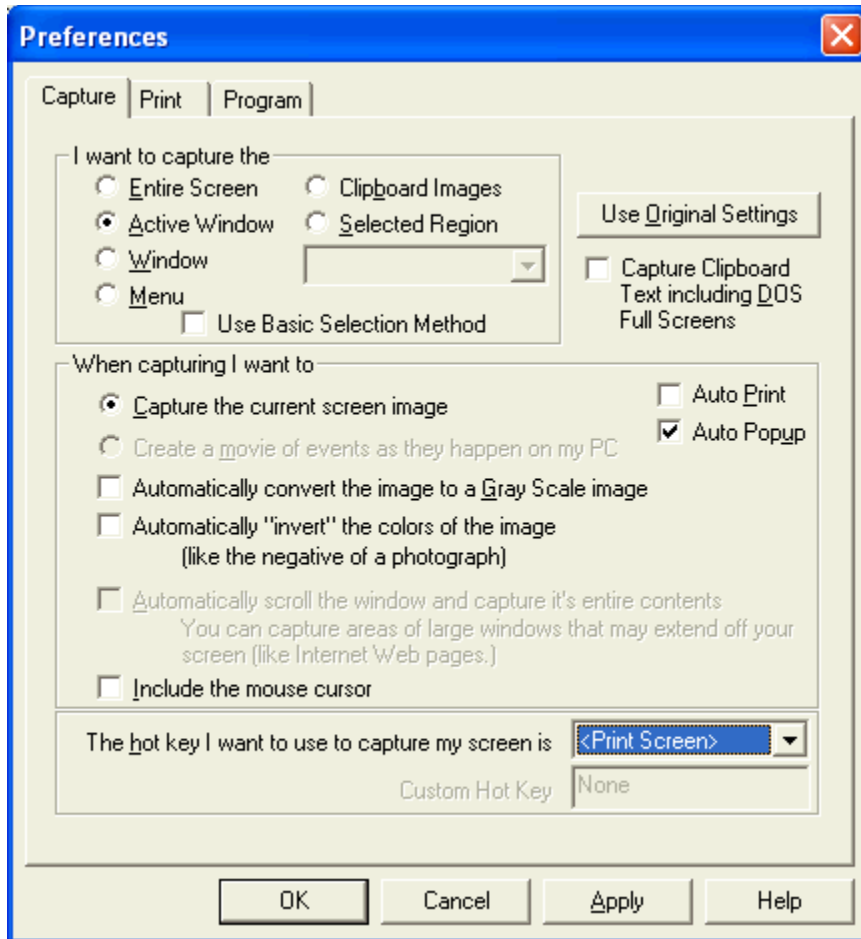 Preferences
Capture
Print
Program
I want to capture the
Entire Screen
Clipboard Images
Active Window
Selected Region
Use Original Settings
Window
Menu
Capture Clipboard
Text including DOS
Full Screens
Use Basic Selection Method
When capturing I want to
Capture the current screen image
Auto Print
Auto Popup
Create a movie of events as they happen on my PC
Automatically convert the image to a Gray Scale image
Automatically "invert" the colors of the image
(like the negative of a photograph)
Automatically scroll the window and capture it's entire contents
You can capture areas of large windows that may extend off your
screen (like Internet Web pages.)
Include the mouse cursor
The hot key I want to use to capture my screen is
<Print Screen>
Custom Hot Key
None
OK
Cancel
Apply
Help